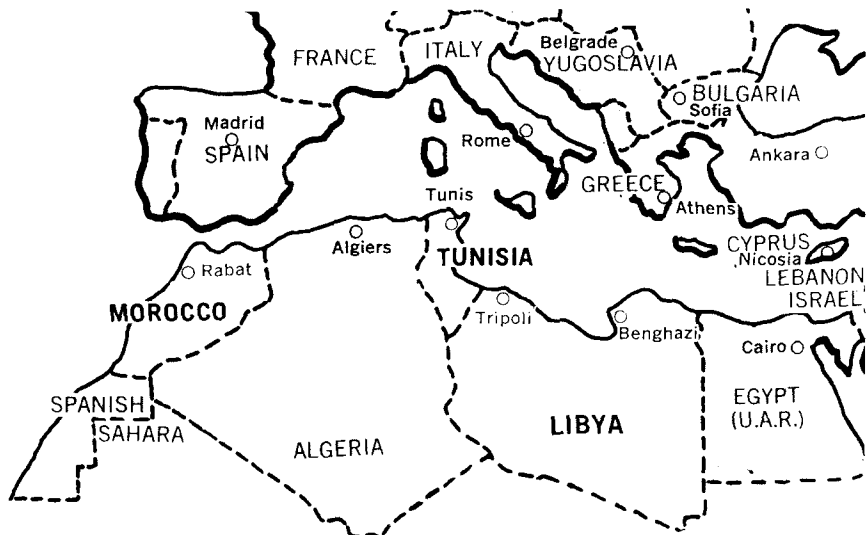 FRANCE
ITALY
Belgrade
YUGOSLAVIA
BULGARIA
Sofia
Madrid
SPAIN
Rome
Ankara
GREECE
Athens
Tunis
Algiers
TUNISIA
CYPRUS
Nicosia
LEBANON
ISRAEL
Rabat
MOROCCO
Tripoli
Benghazi
Cairo
SPANISH
SAHARA
ALGERIA
LIBYA
EGYPT
(U.A.R.)